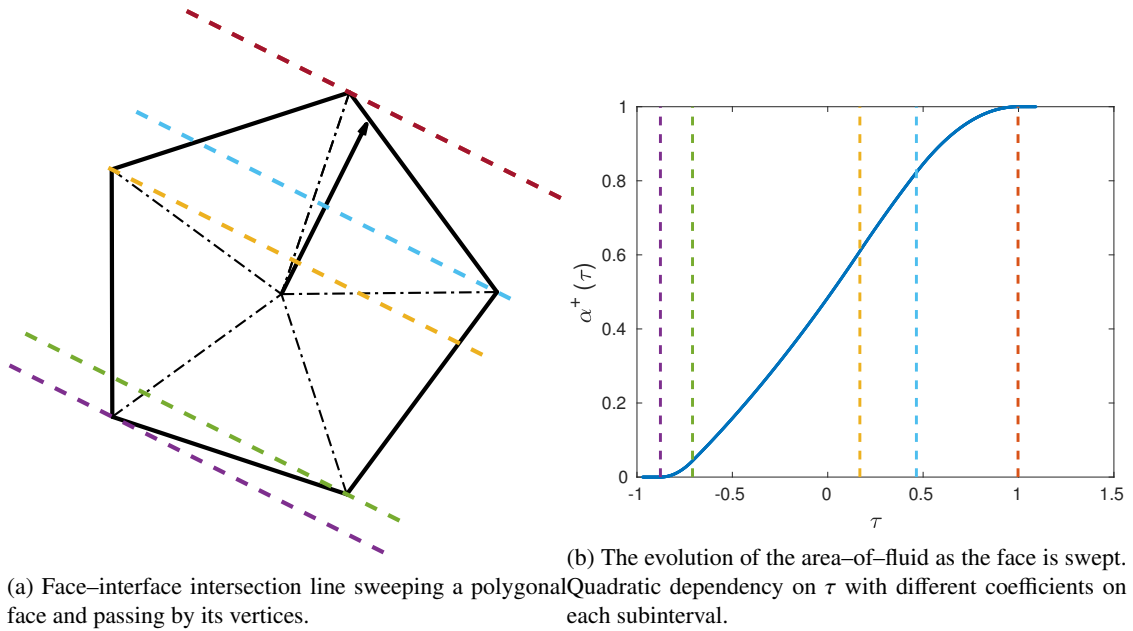 1
0.8
0.6
0.4
0.2
0
α⁺ (τ)
-1
-0.5
0
0.5
1
1.5
τ
(a) Face–interface intersection line sweeping a polygonal
face and passing by its vertices.
(b) The evolution of the area–of–fluid as the face is swept.
Quadratic dependency on τ with different coefficients on
each subinterval.